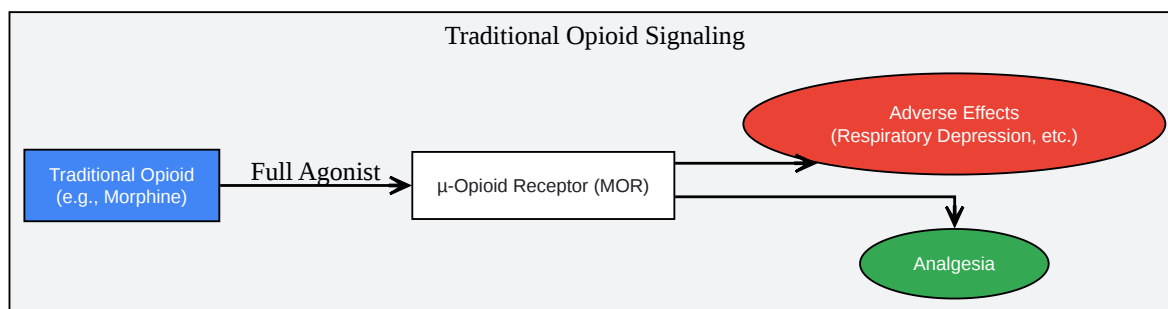 Traditional Opioid Signaling
Traditional Opioid
(e.g., Morphine)
Full Agonist
μ-Opioid Receptor (MOR)
Adverse Effects
(Respiratory Depression, etc.)
Analgesia